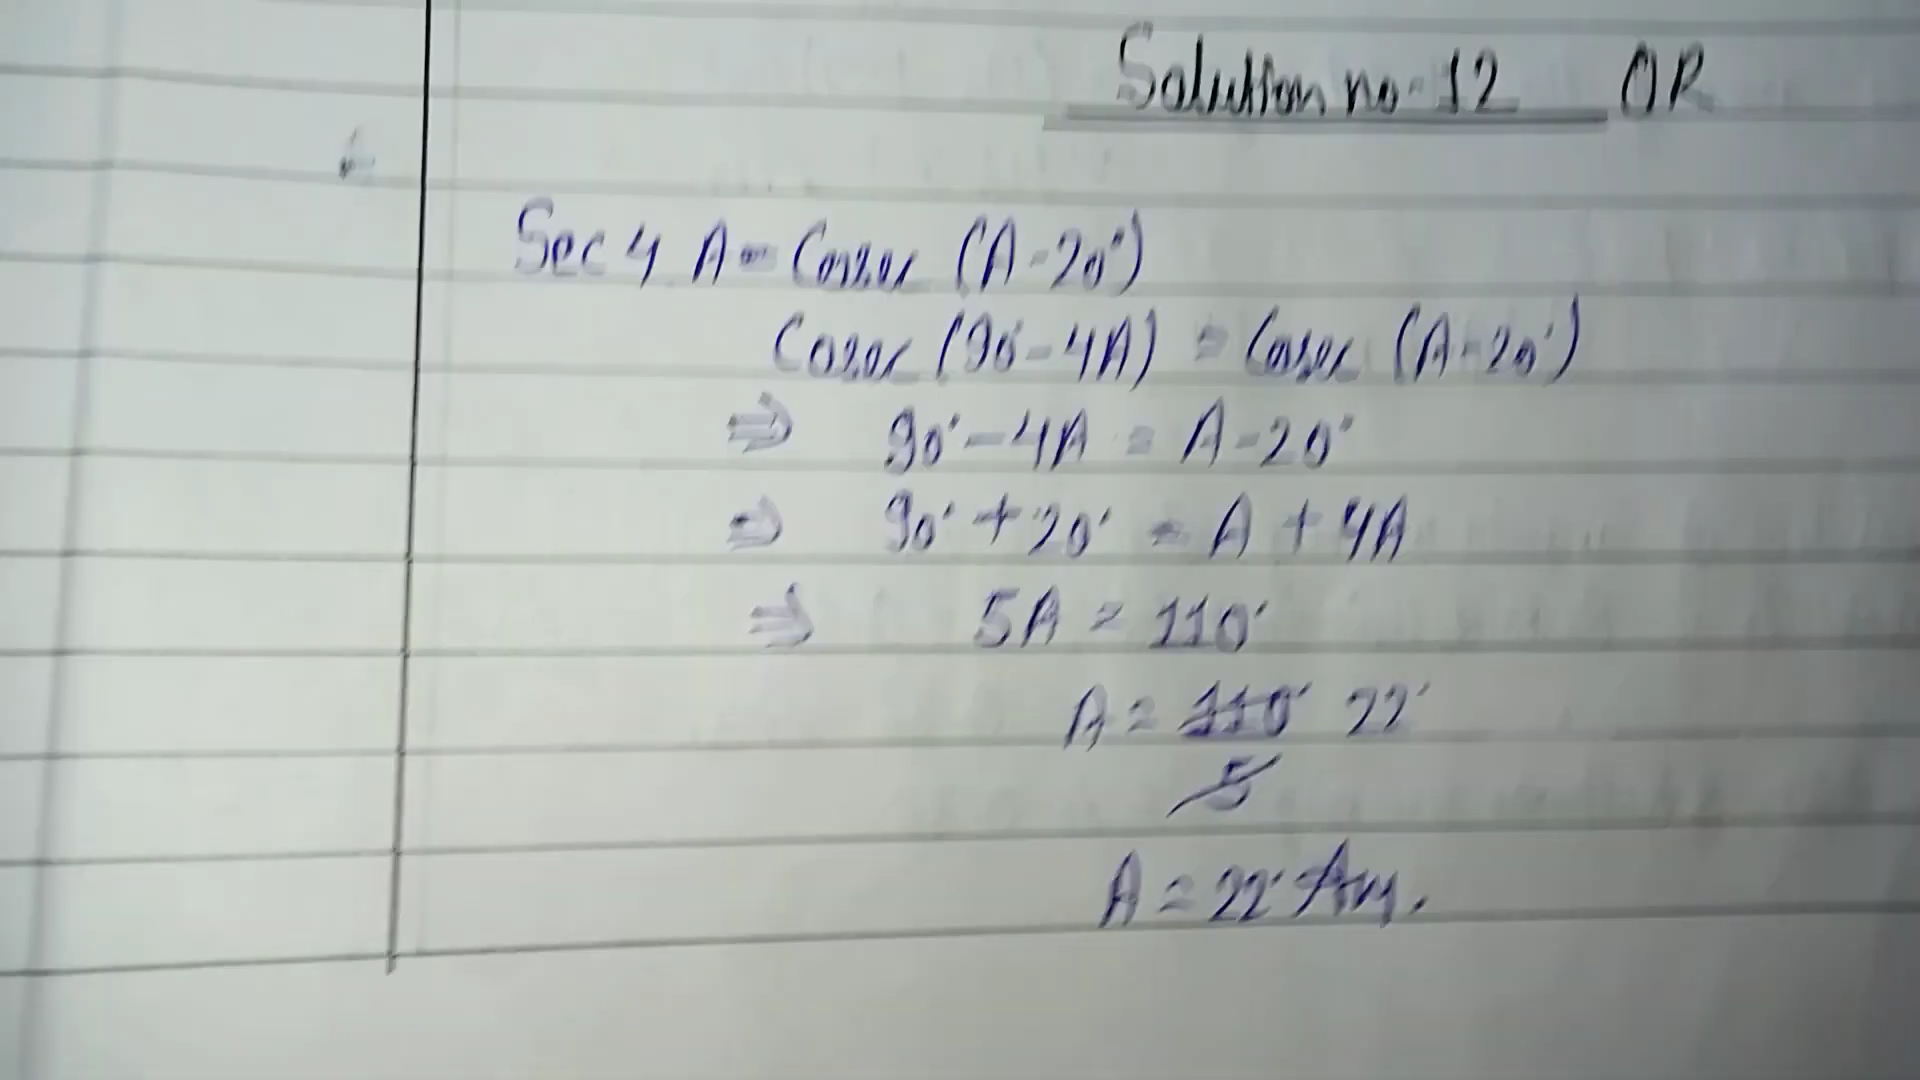 Solution no. 12 OR
Sec 4 A = Cosec (A - 20°)
Cosec (90° - 4A) = Cosec (A - 20°)
⇒ 90° - 4A = A - 20°
⇒ 90° + 20° = A + 4A
⇒ 5A = 110°
A = 110° 22°
5
A = 22° Ans.